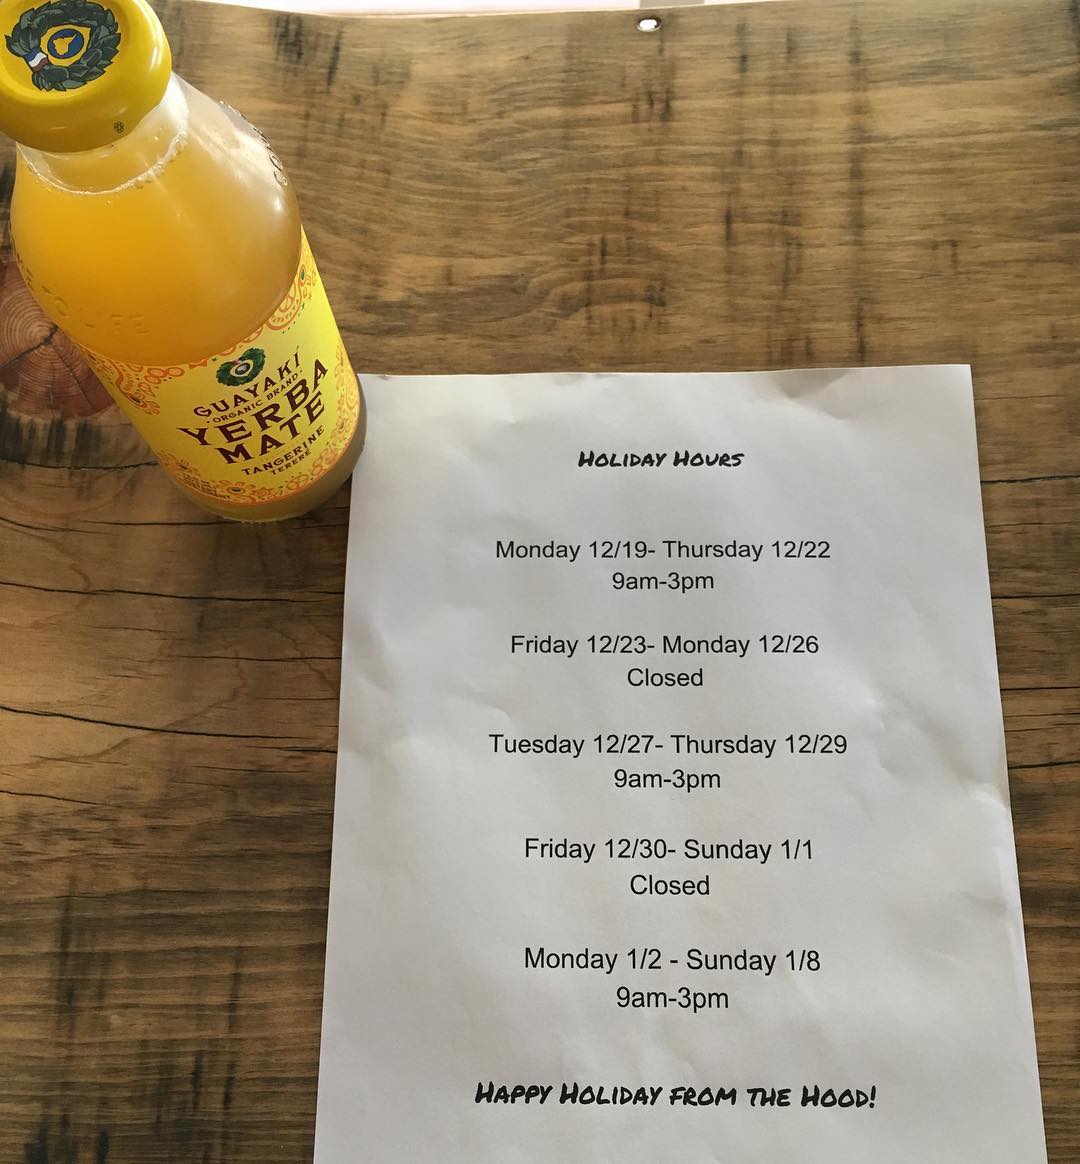 GUAYAKÍ
ORGANIC BRAND
YERBA
MATE
TANGERINE
TERERÉ
HOLIDAY HOURS
Monday 12/19- Thursday 12/22
9am-3pm
Friday 12/23- Monday 12/26
Closed
Tuesday 12/27- Thursday 12/29
9am-3pm
Friday 12/30- Sunday 1/1
Closed
Monday 1/2 - Sunday 1/8
9am-3pm
HAPPY HOLIDAY FROM THE HOOD!